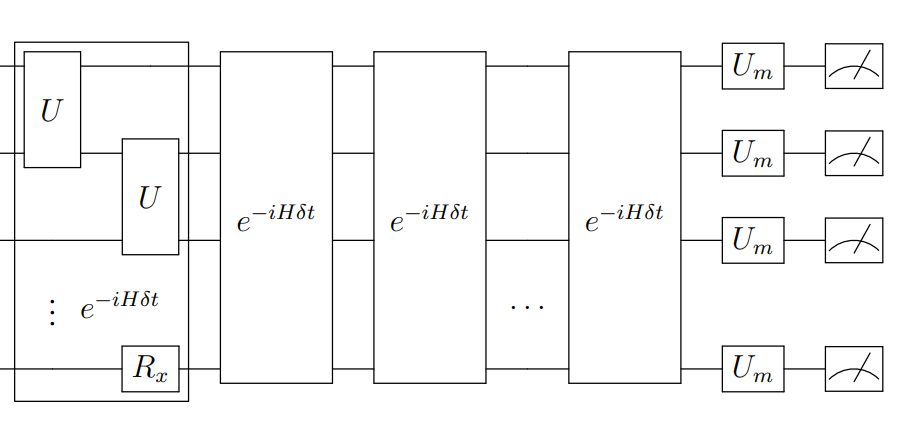 U
U
⋮ e^{-iHδt}
R_x
e^{-iHδt}
e^{-iHδt}
...
e^{-iHδt}
U_m
U_m
U_m
U_m